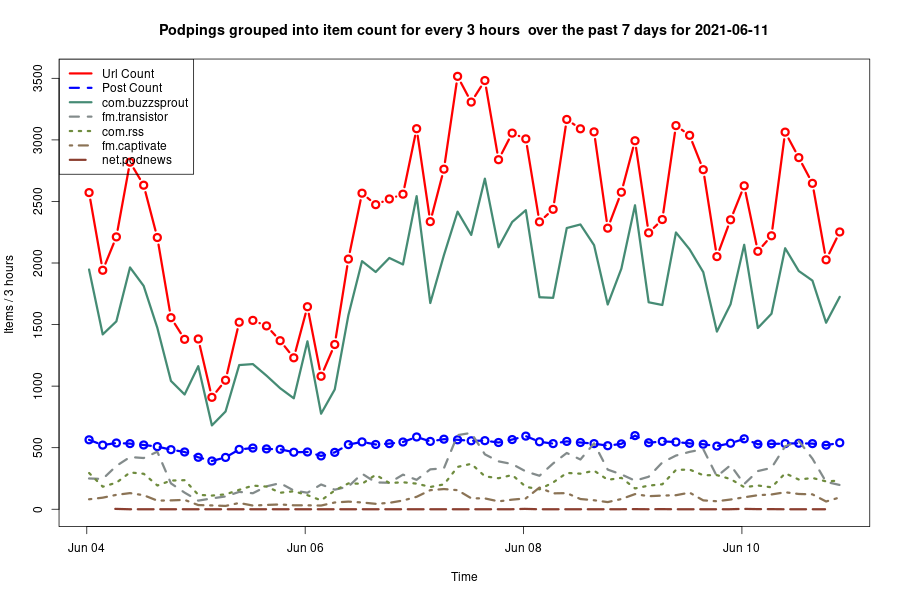 Podpings grouped into item count for every 3 hours  over the past 7 days for 2021-06-11
Url Count
Post Count
com.buzzsprout
fm.transistor
com.rss
fm.captivate
net.podnews
Items / 3 hours
3500
3000
2500
2000
1500
1000
500
0
Jun 04
Jun 06
Jun 08
Jun 10
Time